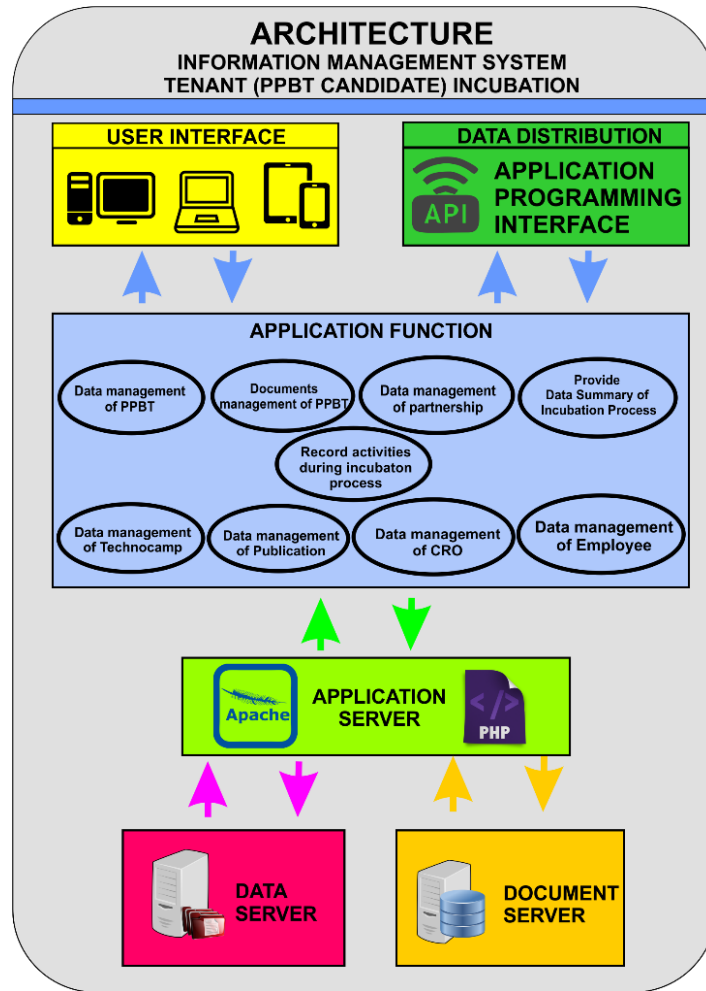 ARCHITECTURE
INFORMATION MANAGEMENT SYSTEM
TENANT (PPBT CANDIDATE) INCUBATION
USER INTERFACE
DATA DISTRIBUTION
API
APPLICATION
PROGRAMMING
INTERFACE
APPLICATION FUNCTION
Data management
of PPBT
Documents
management of PPBT
Data management
of partnership
Provide
Data Summary of
Incubation Process
Record activities
during incubaton
process
Data management
of Technocamp
Data management
of Publication
Data management
of CRO
Data management
of Employee
Apache
APPLICATION
SERVER
</>
PHP
DATA
SERVER
DOCUMENT
SERVER